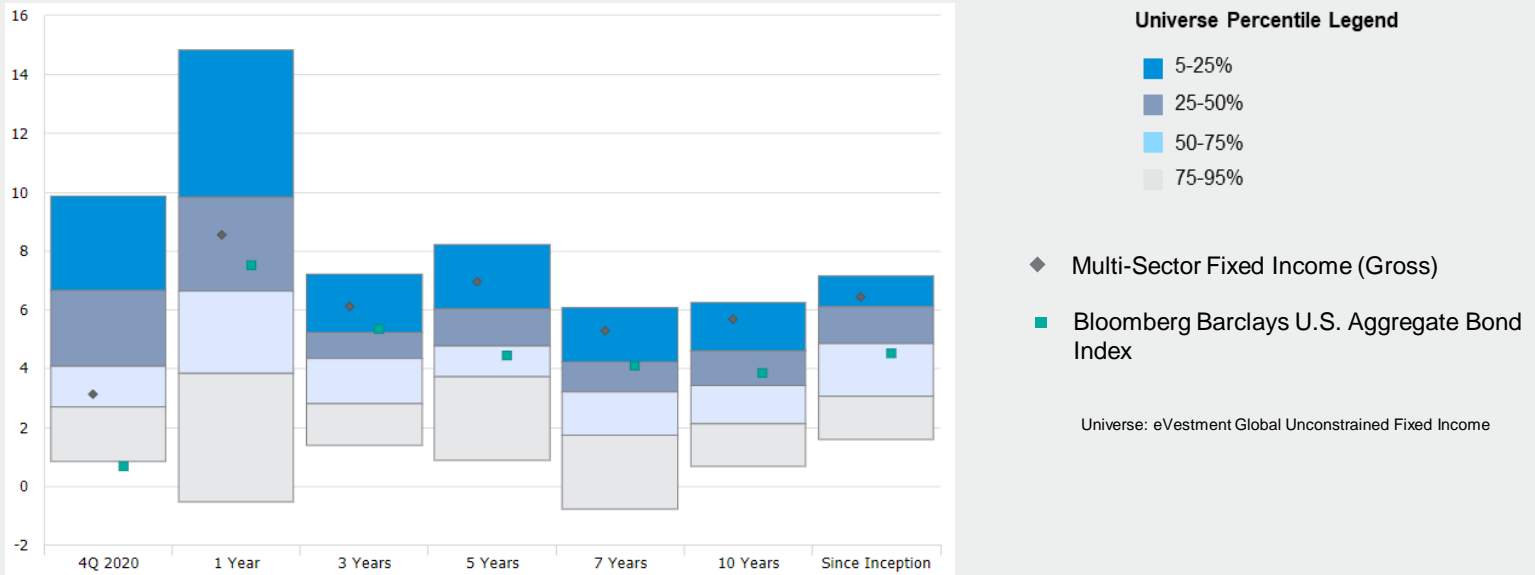 16
14
12
10
8
6
4
2
0
-2
4Q 2020
1 Year
3 Years
5 Years
7 Years
10 Years
Since Inception
Universe Percentile Legend
5-25%
25-50%
50-75%
75-95%
Multi-Sector Fixed Income (Gross)
Bloomberg Barclays U.S. Aggregate Bond
Index
Universe: eVestment Global Unconstrained Fixed Income